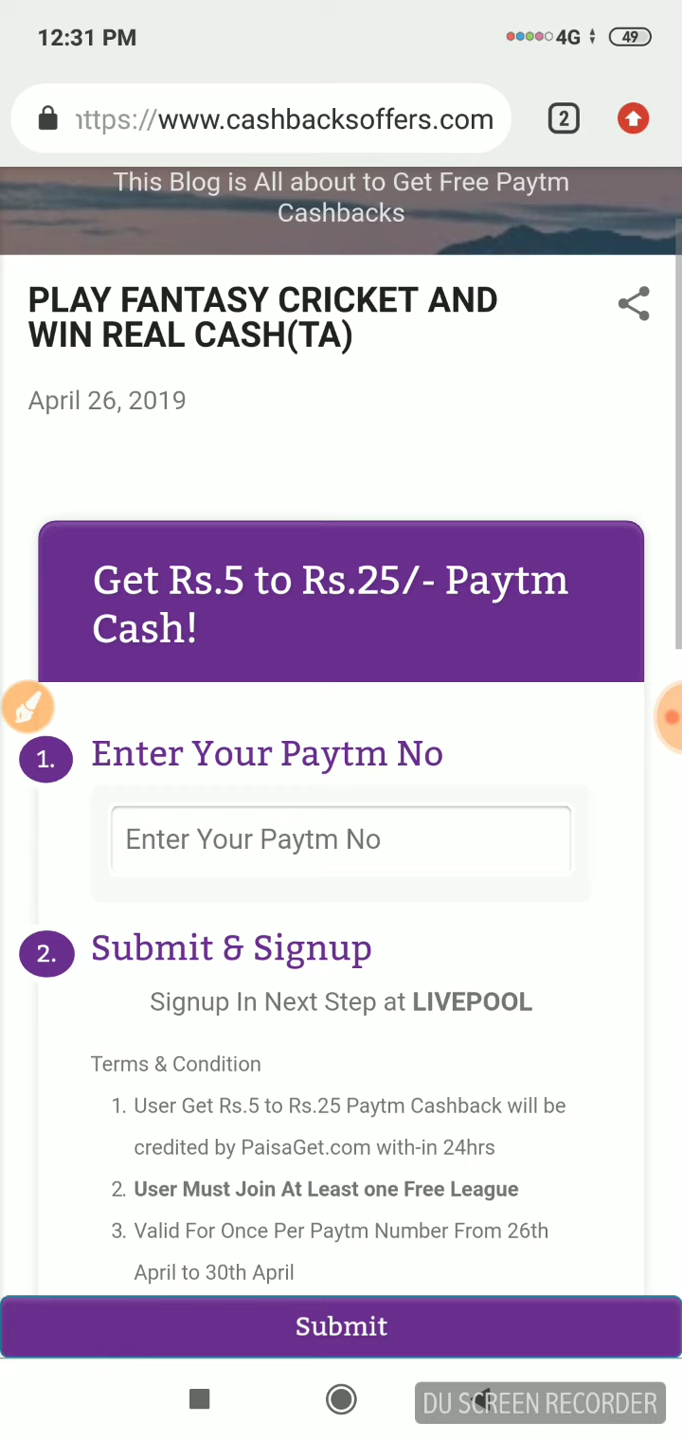 12:31 PM
4G
49
https://www.cashbacksoffers.com
2
This Blog is All about to Get Free Paytm
Cashbacks
PLAY FANTASY CRICKET AND
WIN REAL CASH(TA)
April 26, 2019
Get Rs.5 to Rs.25/- Paytm
Cash!
1.
Enter Your Paytm No
Enter Your Paytm No
2.
Submit & Signup
Signup In Next Step at LIVEPOOL
Terms & Condition
1. User Get Rs.5 to Rs.25 Paytm Cashback will be
credited by PaisaGet.com with-in 24hrs
2. User Must Join At Least one Free League
3. Valid For Once Per Paytm Number From 26th
April to 30th April
Submit
DU SCREEN RECORDER